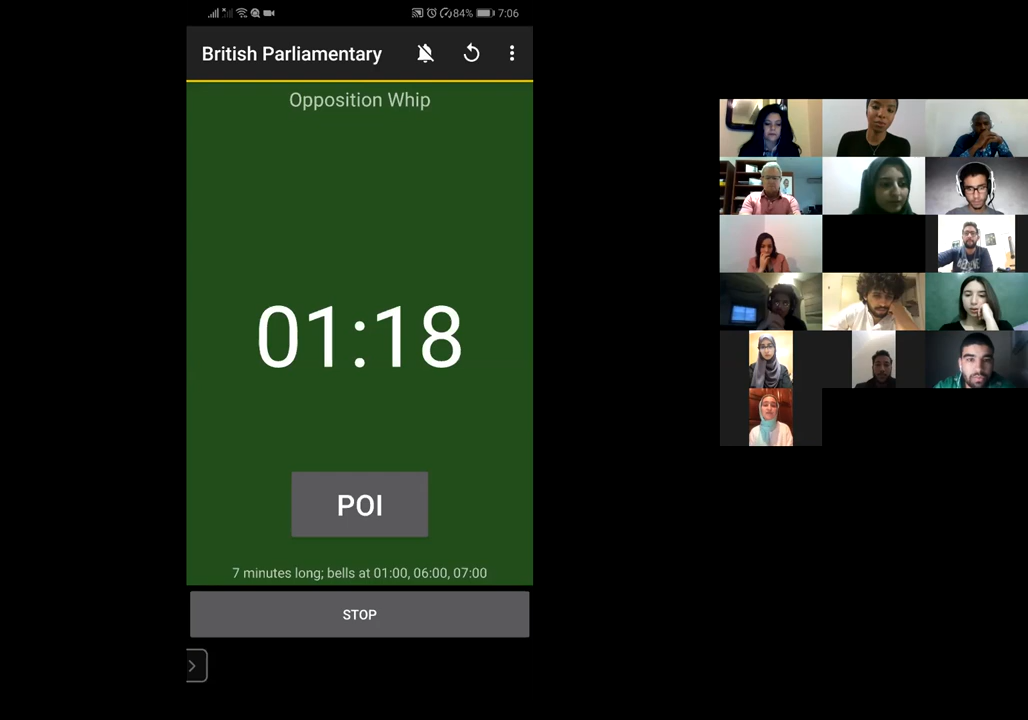 84% 7:06
British Parliamentary
Opposition Whip
01:18
POI
7 minutes long; bells at 01:00, 06:00, 07:00
STOP